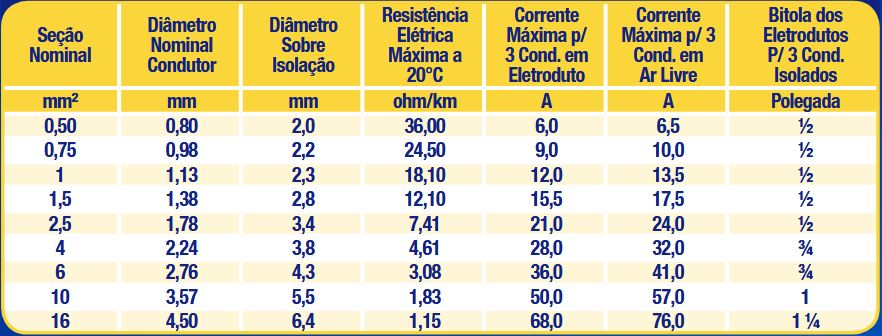 Seção Nominal | Diâmetro Nominal Condutor | Diâmetro Sobre Isolação | Resistência Elétrica Máxima a 20°C | Corrente Máxima p/ 3 Cond. em Eletroduto | Corrente Máxima p/ 3 Cond. em Ar Livre | Bitola dos Eletrodutos P/ 3 Cond. Isolados
mm² | mm | mm | ohm/km | A | A | Polegada
0,50 | 0,80 | 2,0 | 36,00 | 6,0 | 6,5 | ½
0,75 | 0,98 | 2,2 | 24,50 | 9,0 | 10,0 | ½
1 | 1,13 | 2,3 | 18,10 | 12,0 | 13,5 | ½
1,5 | 1,38 | 2,8 | 12,10 | 15,5 | 17,5 | ½
2,5 | 1,78 | 3,4 | 7,41 | 21,0 | 24,0 | ½
4 | 2,24 | 3,8 | 4,61 | 28,0 | 32,0 | ¾
6 | 2,76 | 4,3 | 3,08 | 36,0 | 41,0 | ¾
10 | 3,57 | 5,5 | 1,83 | 50,0 | 57,0 | 1
16 | 4,50 | 6,4 | 1,15 | 68,0 | 76,0 | 1 ¼